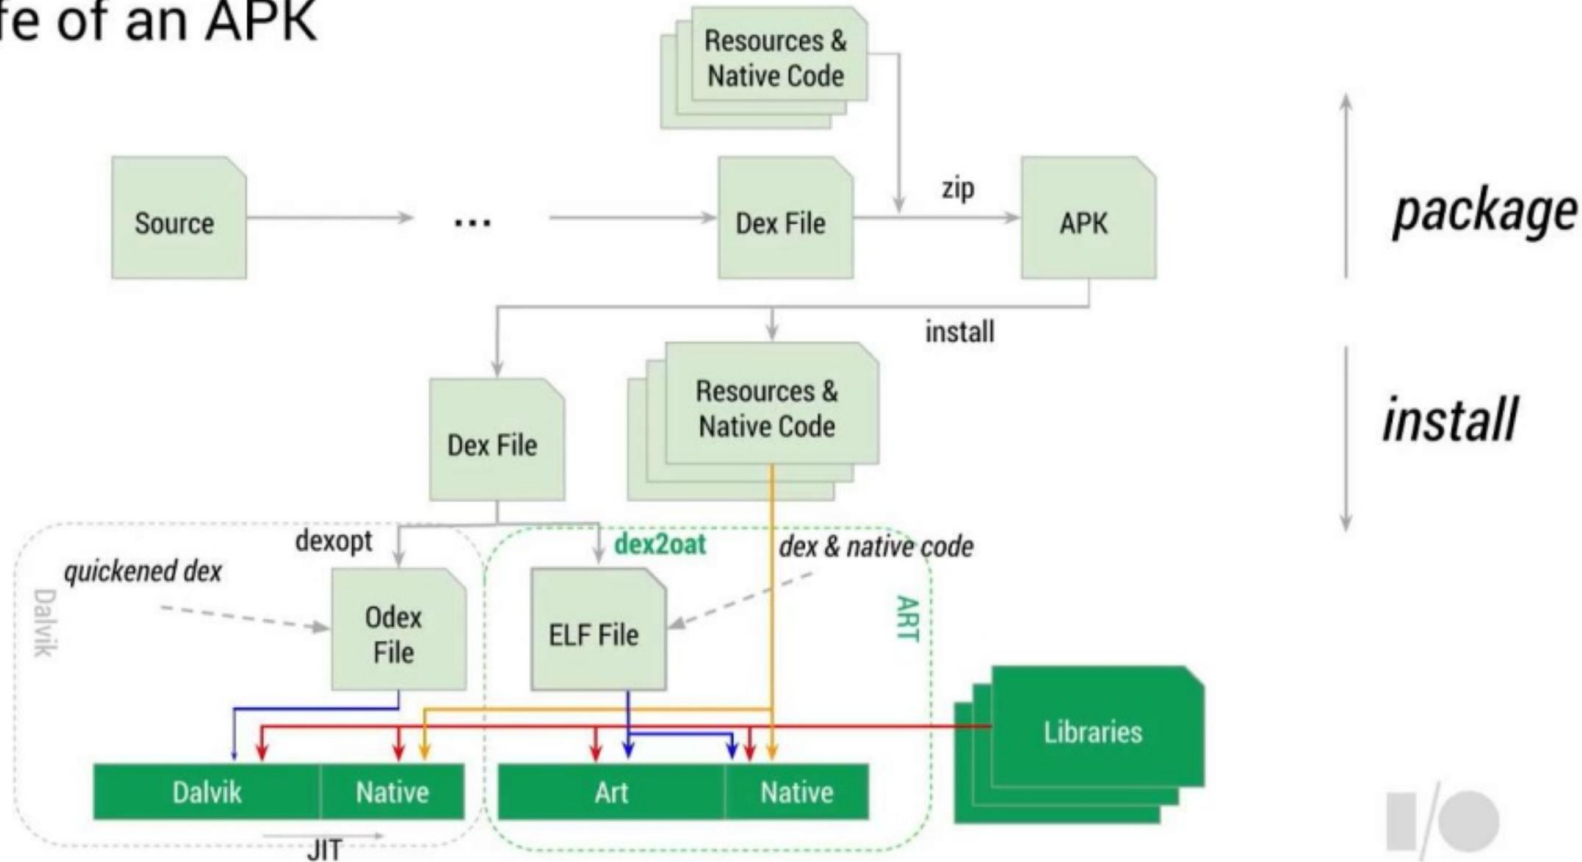 fe of an APK
Resources &
Native Code
Source
...
Dex File
zip
APK
package
install
Resources &
Native Code
install
Dex File
dexopt
dex2oat
dex & native code
quickened dex
Dalvik
Odex
File
ELF File
ART
Libraries
Dalvik
Native
Art
Native
JIT
I/O